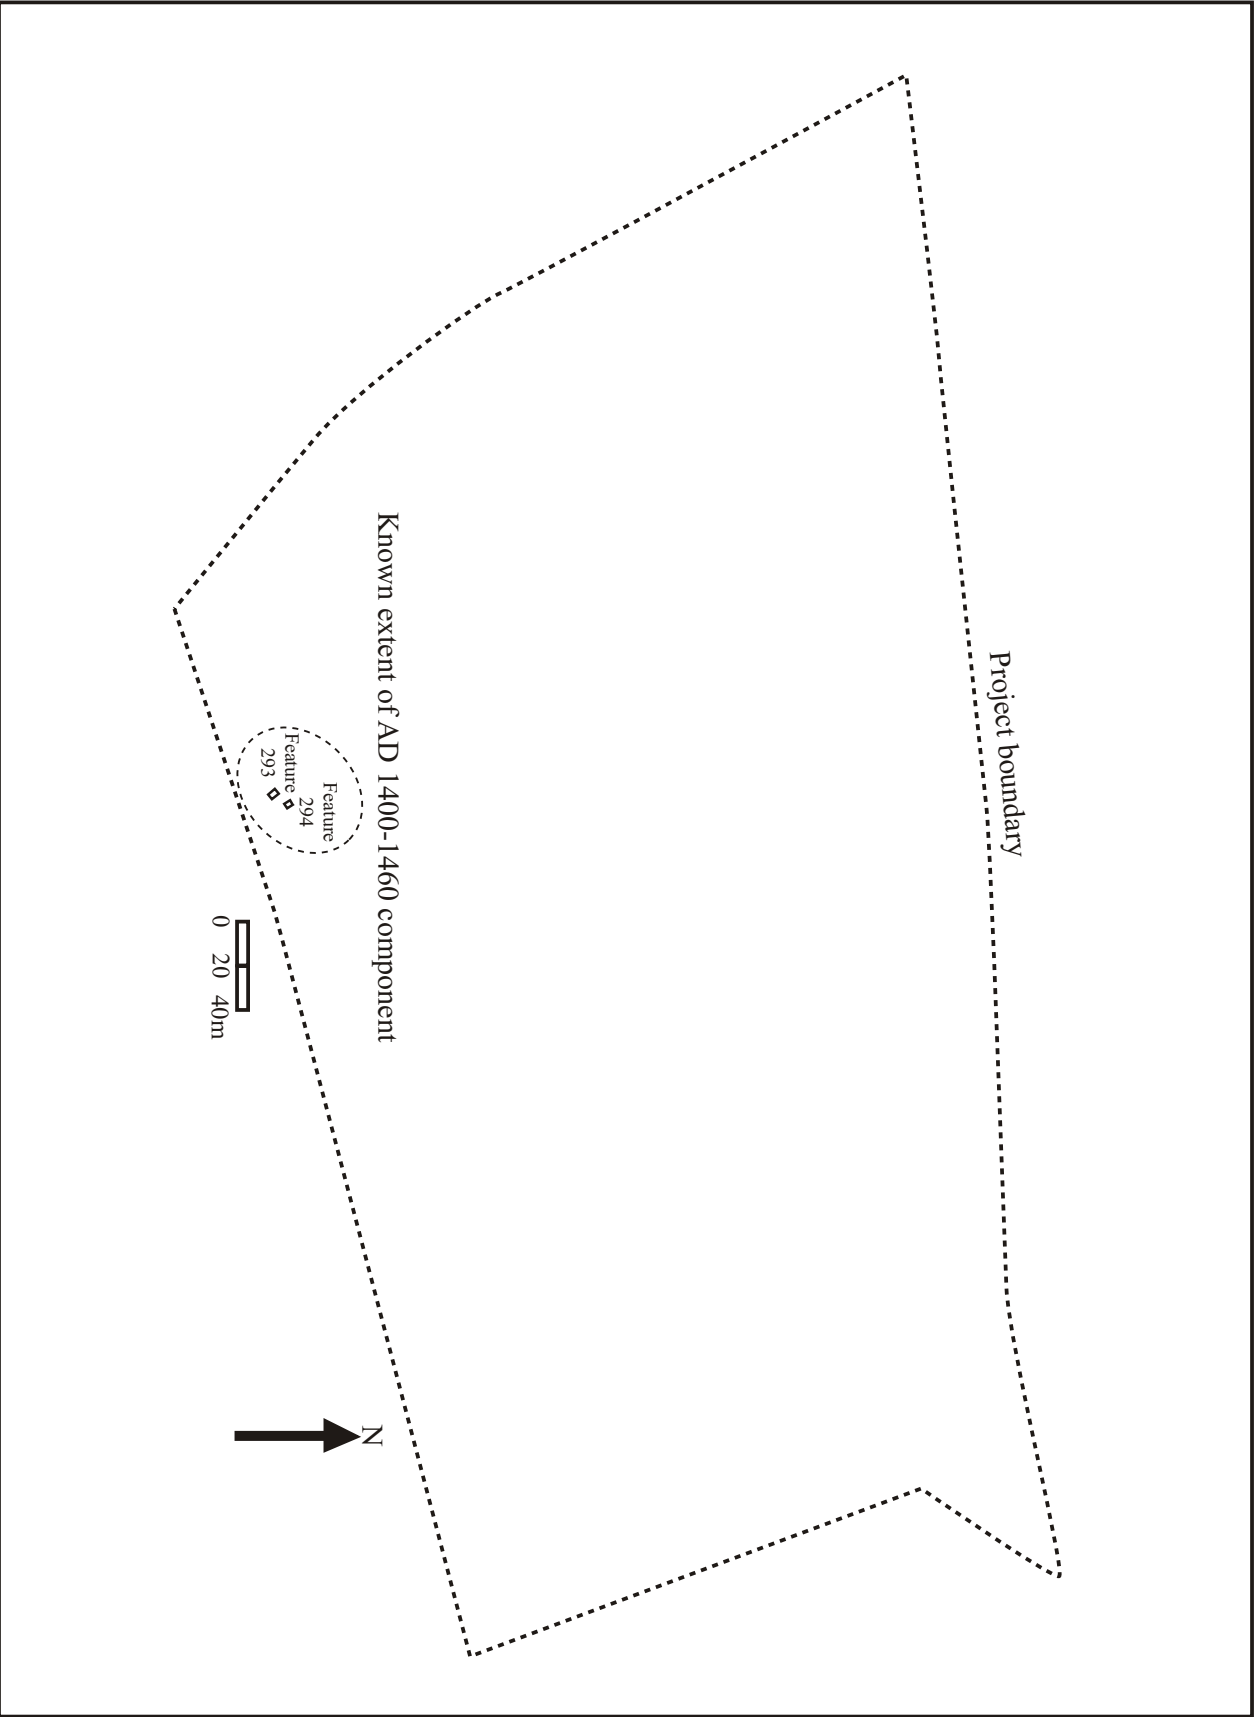 Project boundary
Known extent of AD 1400-1460 component
Feature
294
Feature
293
0 20 40m
N